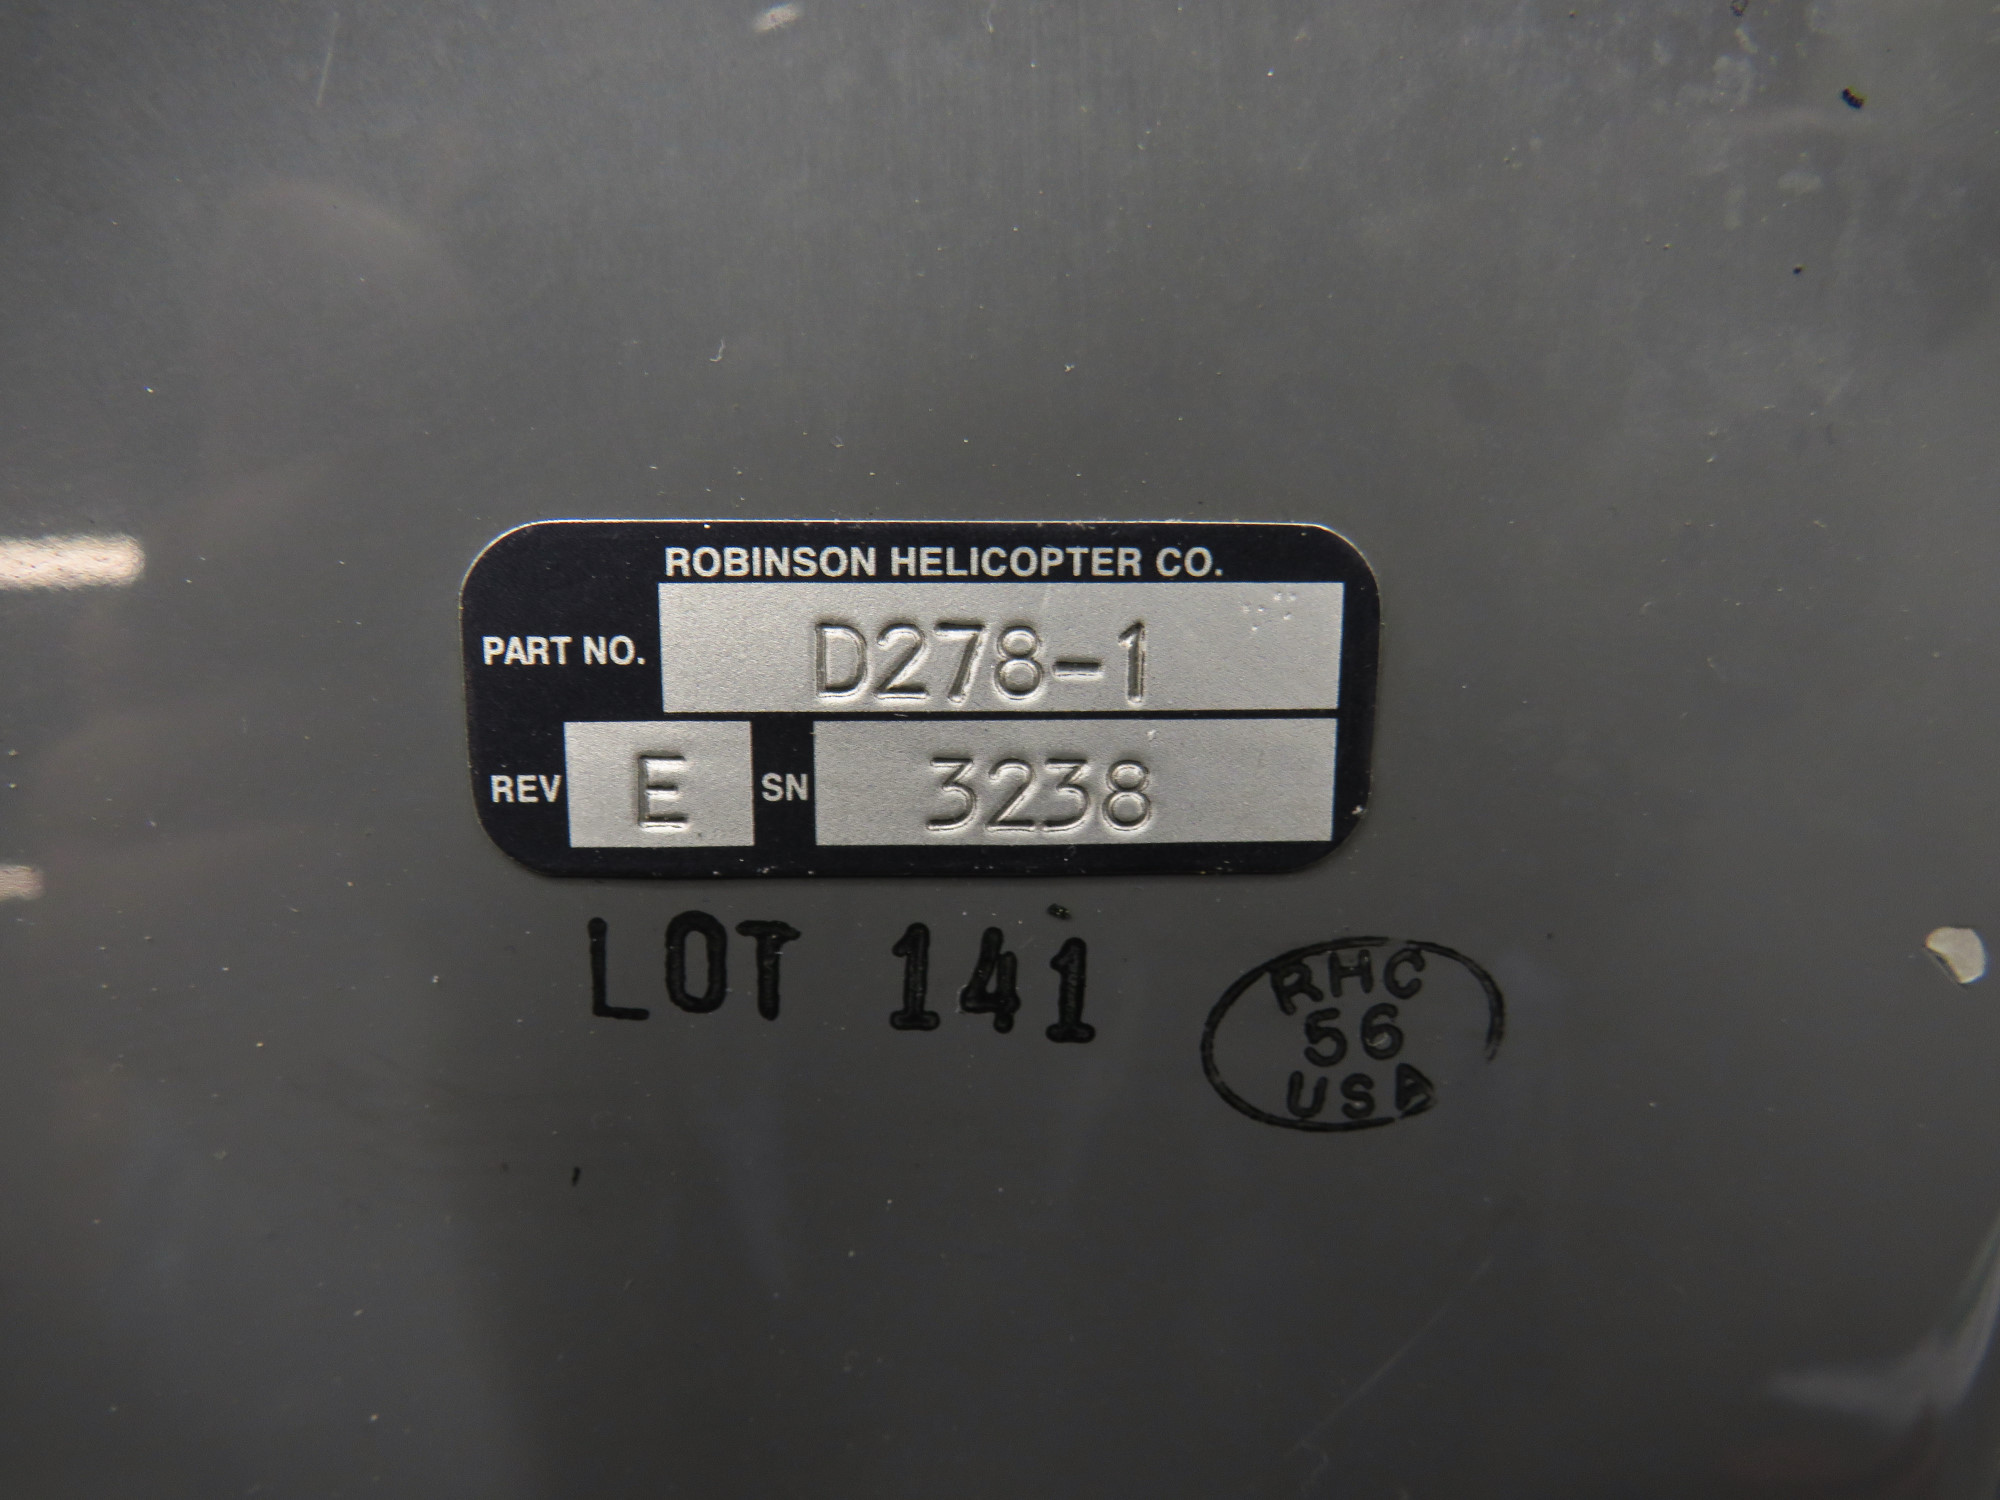 ROBINSON HELICOPTER CO.
PART NO. D278-1
REV E SN 3238
LOT 141
RHC
56
USA